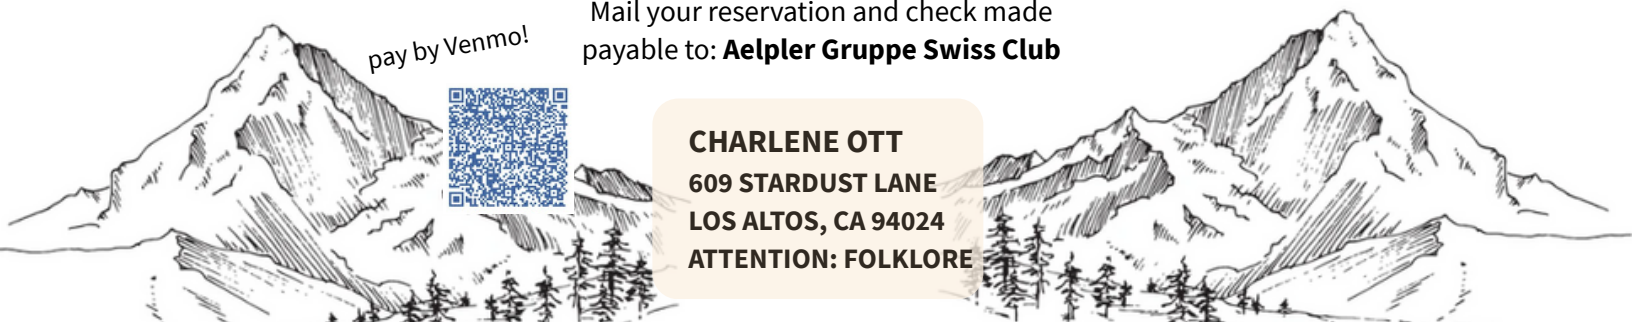 Mail your reservation and check made
payable to: Aelpler Gruppe Swiss Club
pay by Venmo!
CHARLENE OTT
609 STARDUST LANE
LOS ALTOS, CA 94024
ATTENTION: FOLKLORE